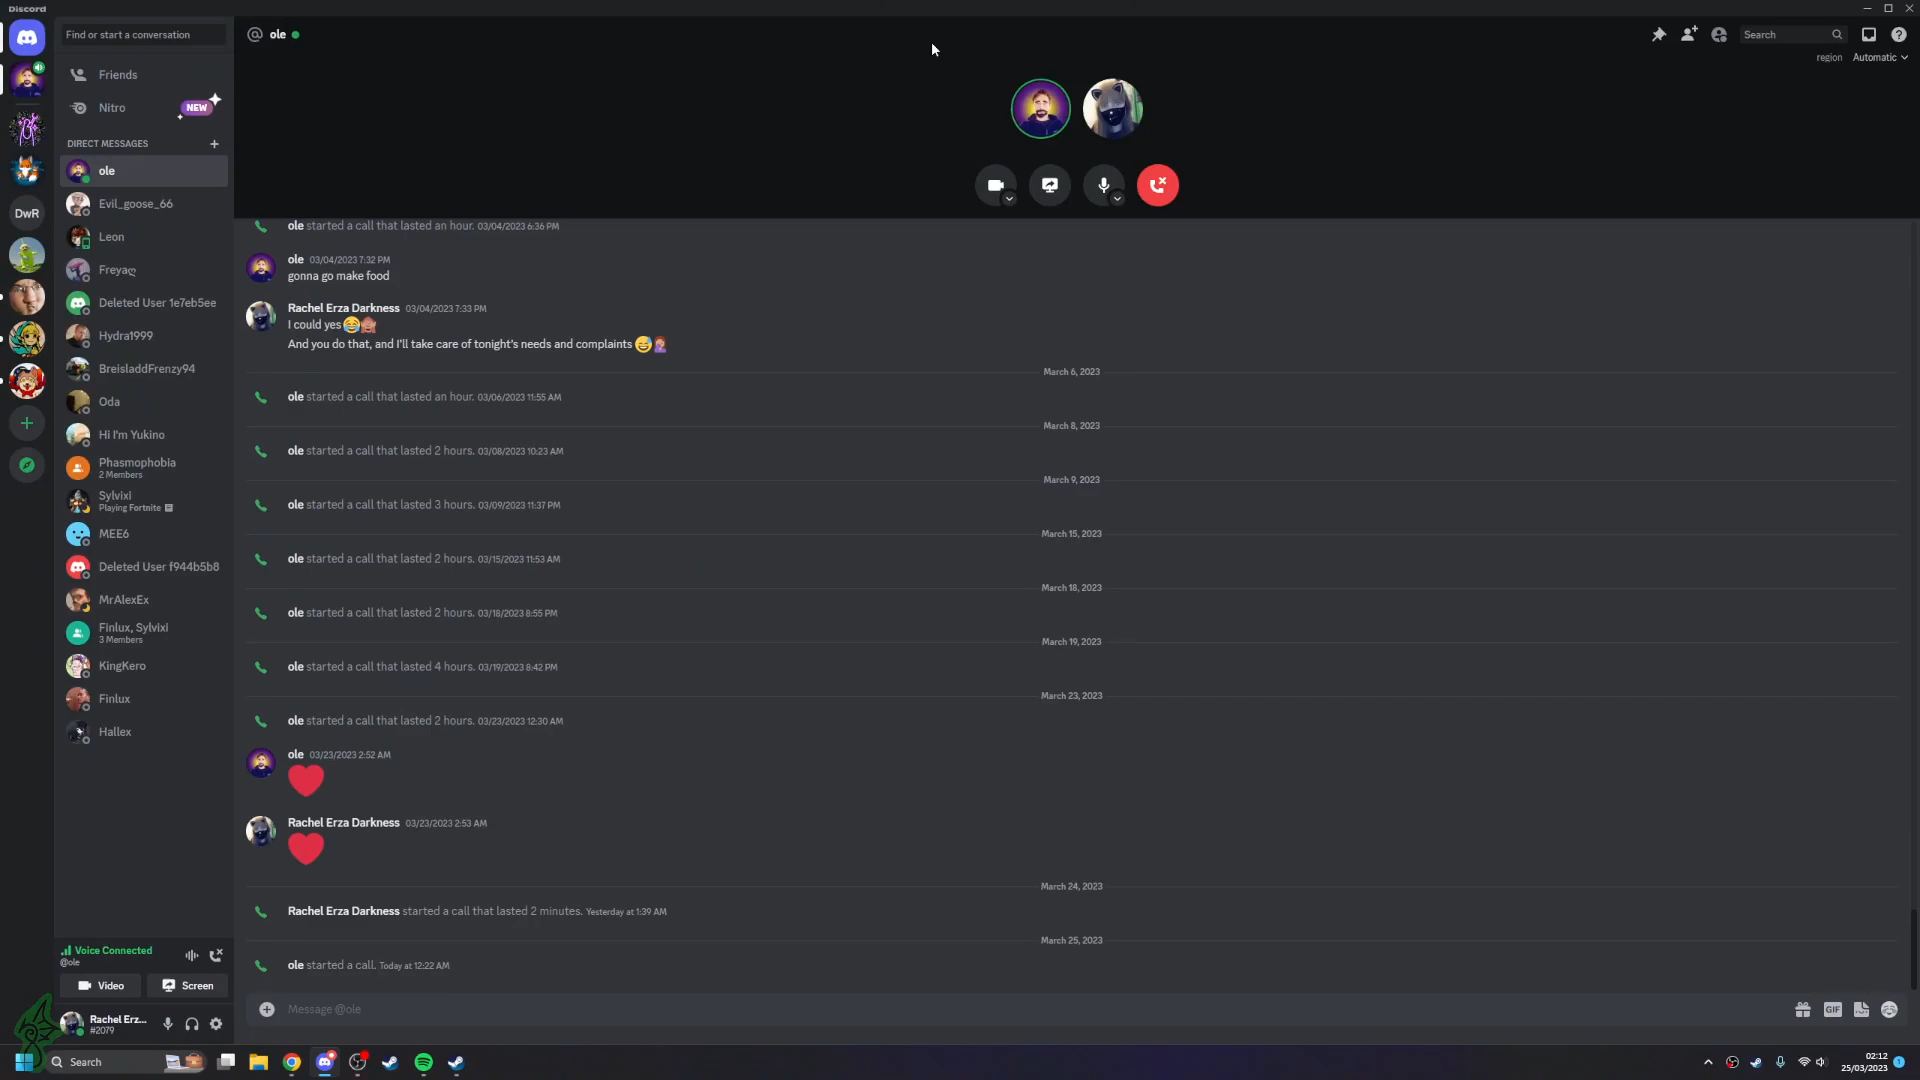 Discord
Find or start a conversation
Friends
Nitro
NEW
DIRECT MESSAGES
ole
Evil_goose_66
DwR
Leon
Freyaღ
Deleted User 1e7eb5ee
Hydra1999
BreisladdFrenzy94
Oda
Hi I'm Yukino
Phasmophobia
2 Members
Sylvixi
Playing Fortnite
MEE6
Deleted User f944b5b8
MrAlexEx
Finlux, Sylvixi
3 Members
KingKero
Finlux
Hallex
Voice Connected
@ole
Video
Screen
Rachel Erz...
#2079
@ ole
Search
region
Automatic
ole started a call that lasted an hour. 03/04/2023 6:36 PM
ole 03/04/2023 7:32 PM
gonna go make food
Rachel Erza Darkness 03/04/2023 7:33 PM
I could yes😂🙈
And you do that, and I'll take care of tonight's needs and complaints 😅🤦
March 6, 2023
ole started a call that lasted an hour. 03/06/2023 11:55 AM
March 8, 2023
ole started a call that lasted 2 hours. 03/08/2023 10:23 AM
March 9, 2023
ole started a call that lasted 3 hours. 03/09/2023 11:37 PM
March 15, 2023
ole started a call that lasted 2 hours. 03/15/2023 11:53 AM
March 18, 2023
ole started a call that lasted 2 hours. 03/18/2023 8:55 PM
March 19, 2023
ole started a call that lasted 4 hours. 03/19/2023 8:42 PM
March 23, 2023
ole started a call that lasted 2 hours. 03/23/2023 12:30 AM
ole 03/23/2023 2:52 AM
❤️
Rachel Erza Darkness 03/23/2023 2:53 AM
❤️
March 24, 2023
Rachel Erza Darkness started a call that lasted 2 minutes. Yesterday at 1:39 AM
March 25, 2023
ole started a call. Today at 12:22 AM
Message @ole
GIF
Search
02:12
25/03/2023
1